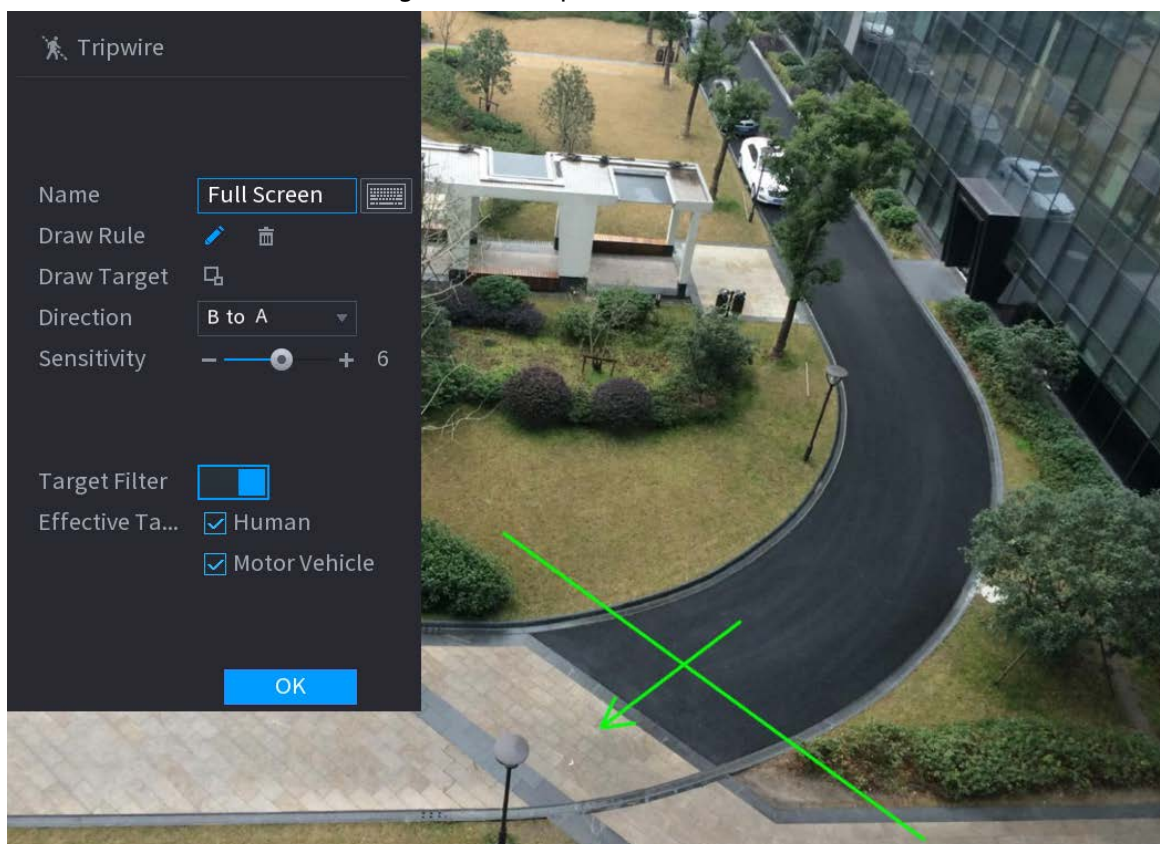 Tripwire
Name Full Screen
Draw Rule
Draw Target
Direction B to A
Sensitivity − + 6
Target Filter
Effective Ta... Human
Motor Vehicle
OK